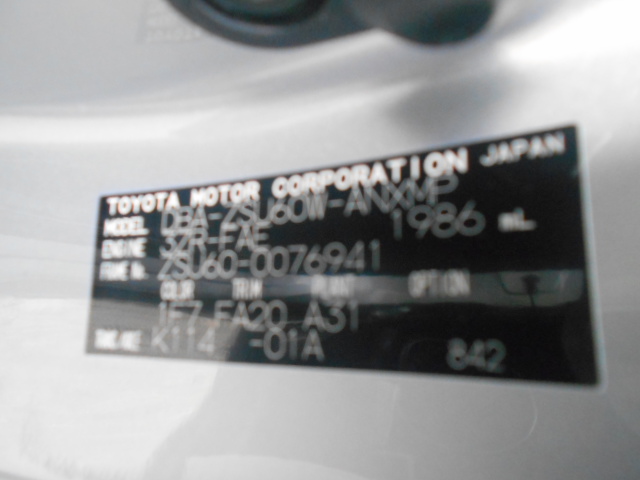 TOYOTA MOTOR CORPORATION JAPAN
MODEL DBA-ZSU60W-ANXMP
ENGINE 3ZR-FAE 1986 mL
FRAME No. ZSU60-0076941
COLOR TRIM PLANT OPTION
1F7 FA20 A31
K114 -01A 842